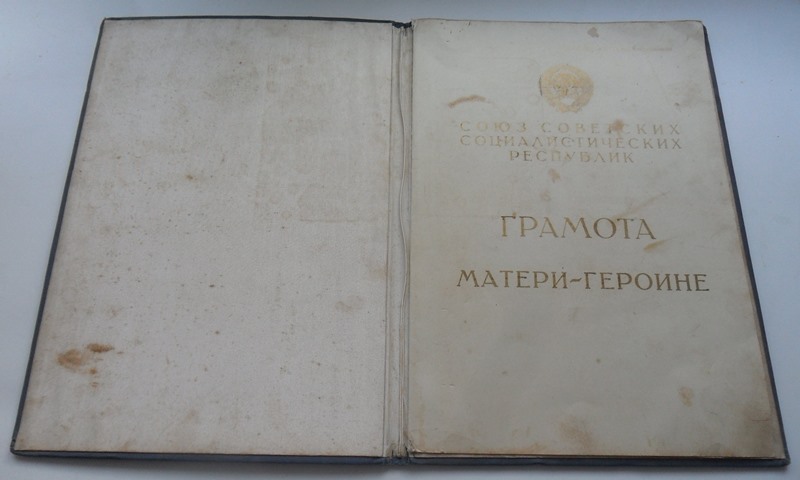 СОЮЗ СОВЕТСКИХ
СОЦИАЛИСТИЧЕСКИХ
РЕСПУБЛИК
ГРАМОТА
МАТЕРИ-ГЕРОИНЕ